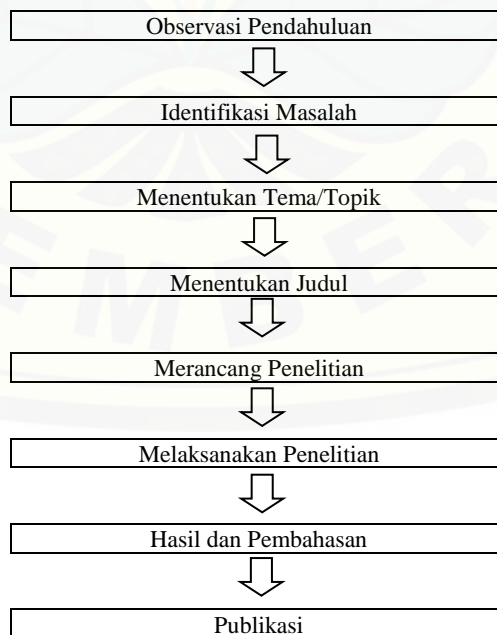 Observasi Pendahuluan
Identifikasi Masalah
Menentukan Tema/Topik
Menentukan Judul
Merancang Penelitian
Melaksanakan Penelitian
Hasil dan Pembahasan
Publikasi